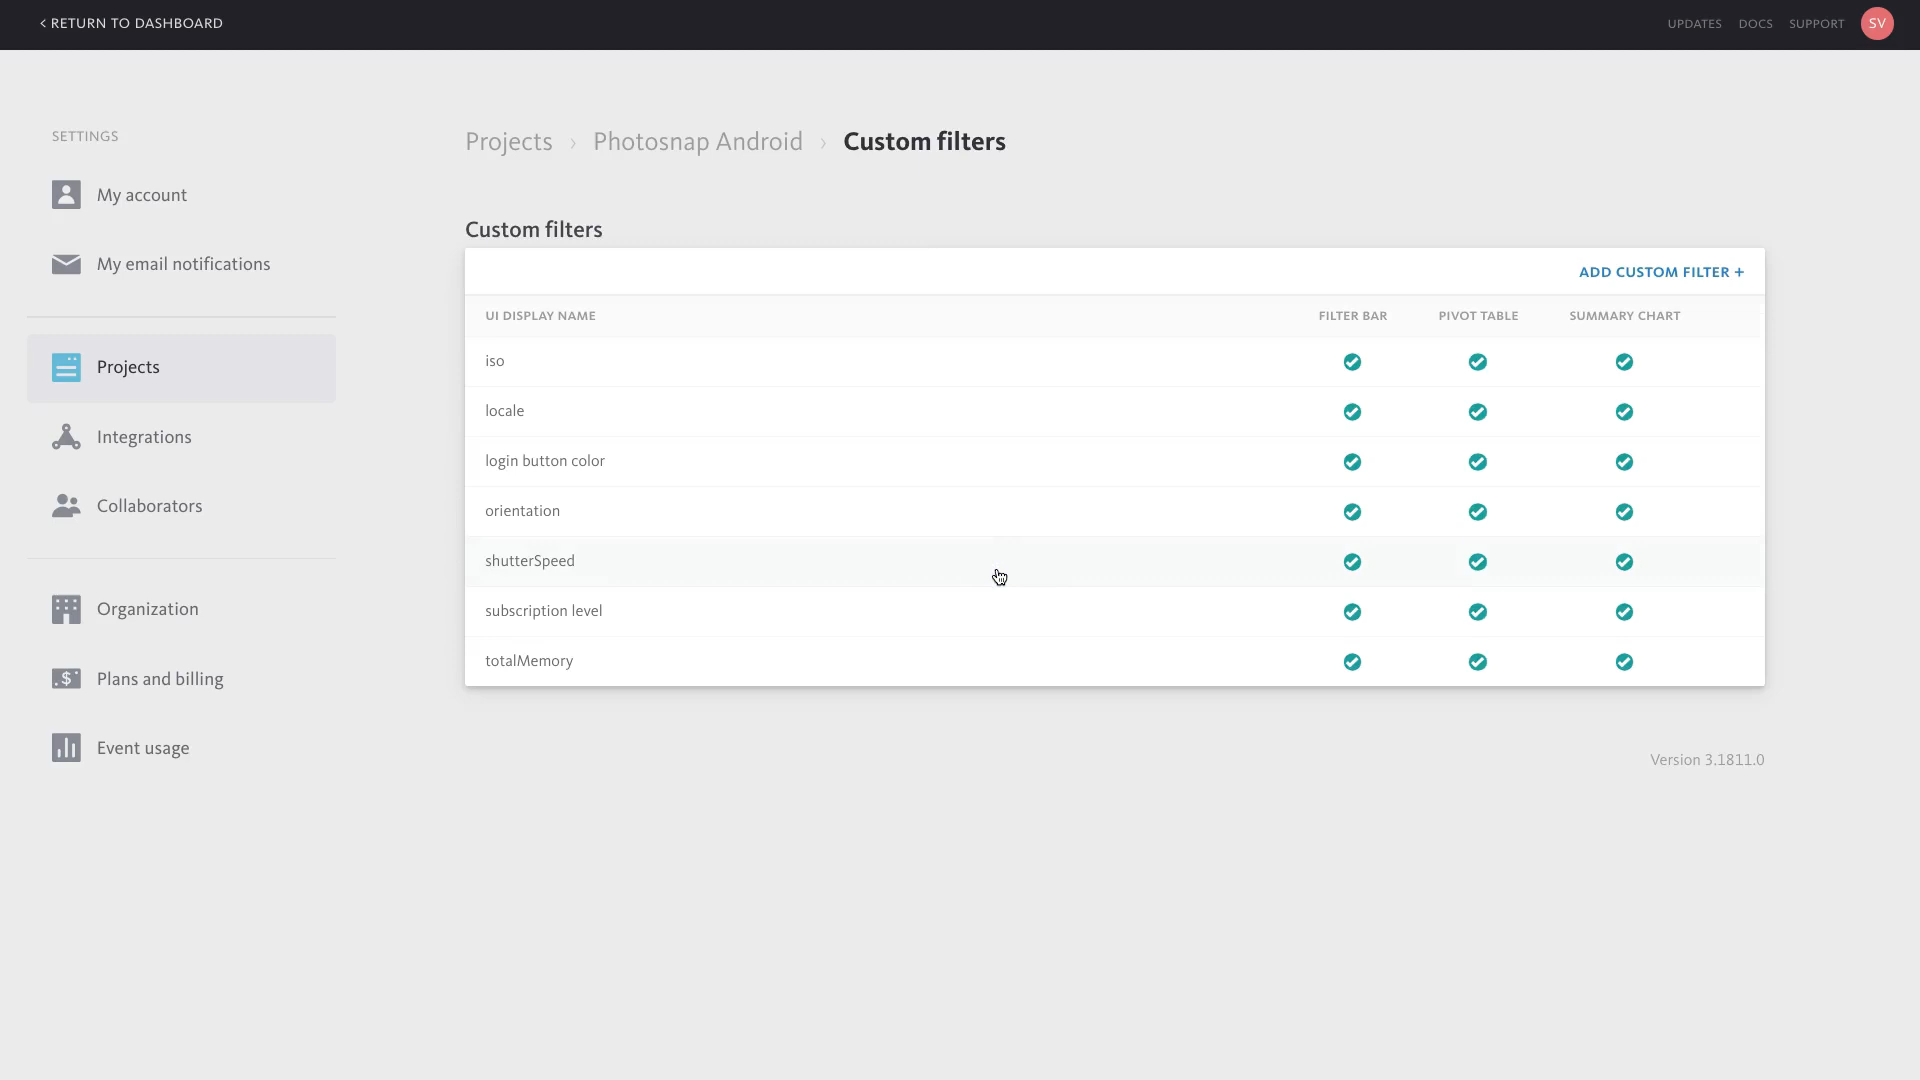 < RETURN TO DASHBOARD
UPDATES DOCS SUPPORT SV
SETTINGS
My account
My email notifications
Projects
Integrations
Collaborators
Organization
Plans and billing
Event usage
Projects › Photosnap Android › Custom filters
Custom filters
ADD CUSTOM FILTER +
UI DISPLAY NAME FILTER BAR PIVOT TABLE SUMMARY CHART
iso
locale
login button color
orientation
shutterSpeed
subscription level
totalMemory
Version 3.1811.0